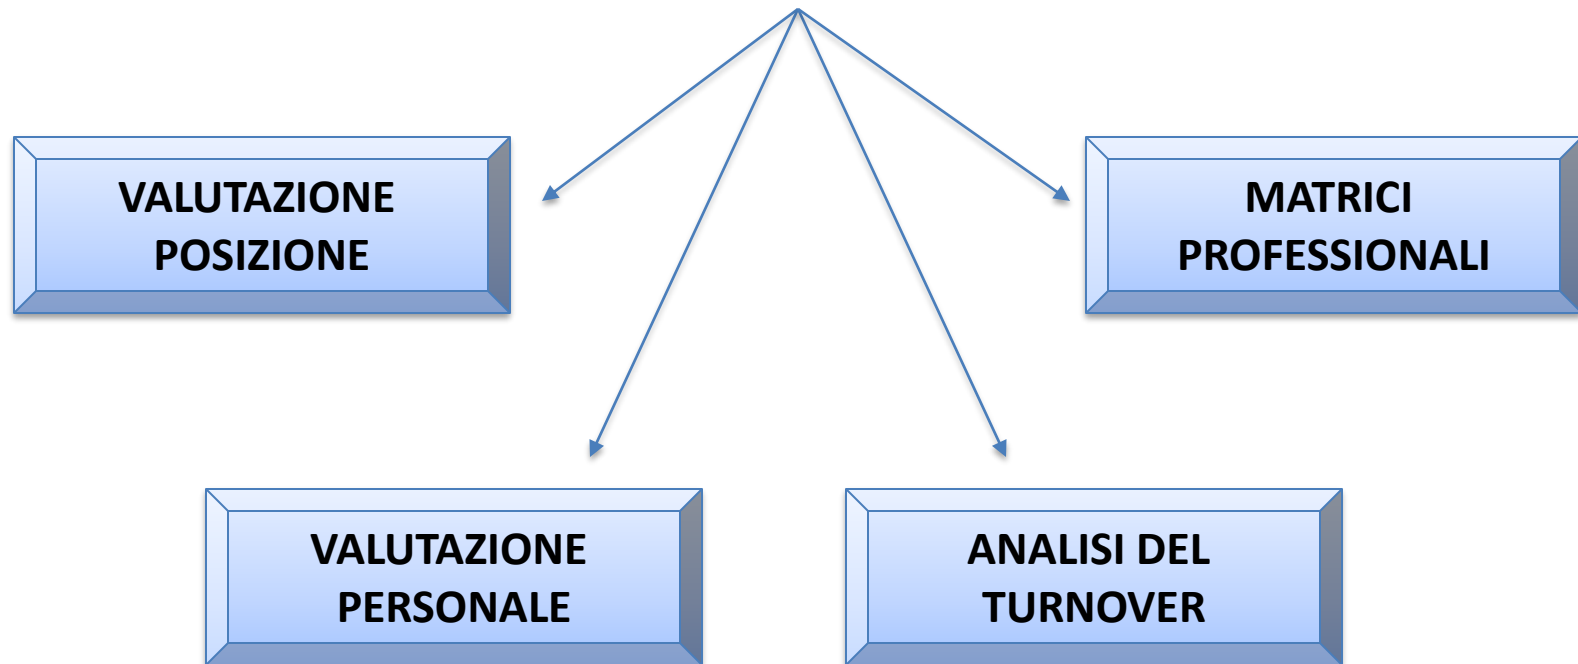 VALUTAZIONE
POSIZIONE
MATRICI
PROFESSIONALI
VALUTAZIONE
PERSONALE
ANALISI DEL
TURNOVER